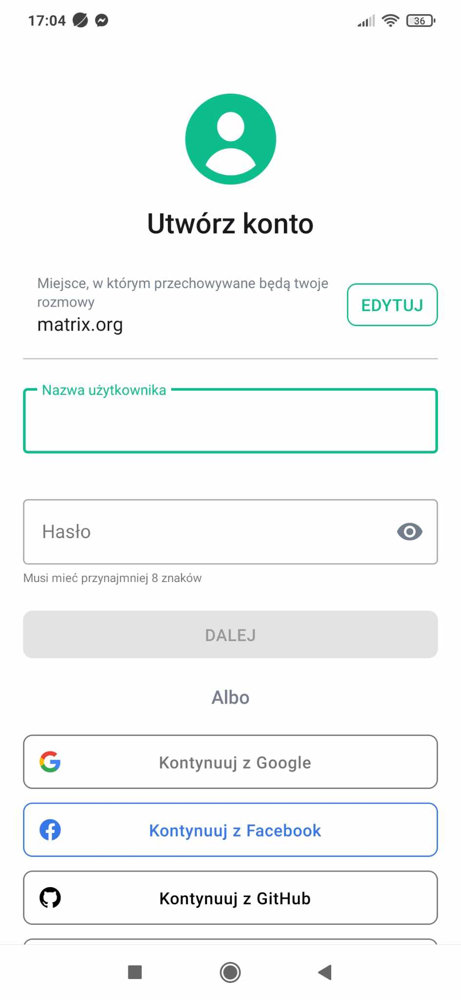 17:04
36
Utwórz konto
Miejsce, w którym przechowywane będą twoje
rozmowy
matrix.org
EDYTUJ
Nazwa użytkownika
Hasło
Musi mieć przynajmniej 8 znaków
DALEJ
Albo
Kontynuuj z Google
Kontynuuj z Facebook
Kontynuuj z GitHub